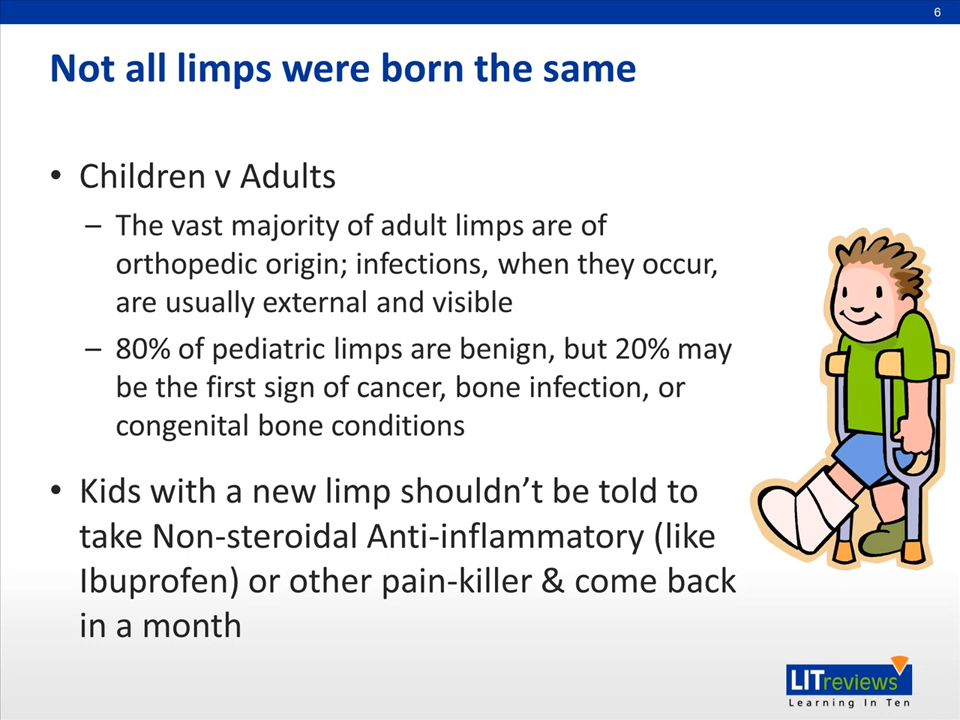 6
Not all limps were born the same
• Children v Adults
– The vast majority of adult limps are of
orthopedic origin; infections, when they occur,
are usually external and visible
– 80% of pediatric limps are benign, but 20% may
be the first sign of cancer, bone infection, or
congenital bone conditions
• Kids with a new limp shouldn’t be told to
take Non-steroidal Anti-inflammatory (like
Ibuprofen) or other pain-killer & come back
in a month
LITreviews
Learning In Ten